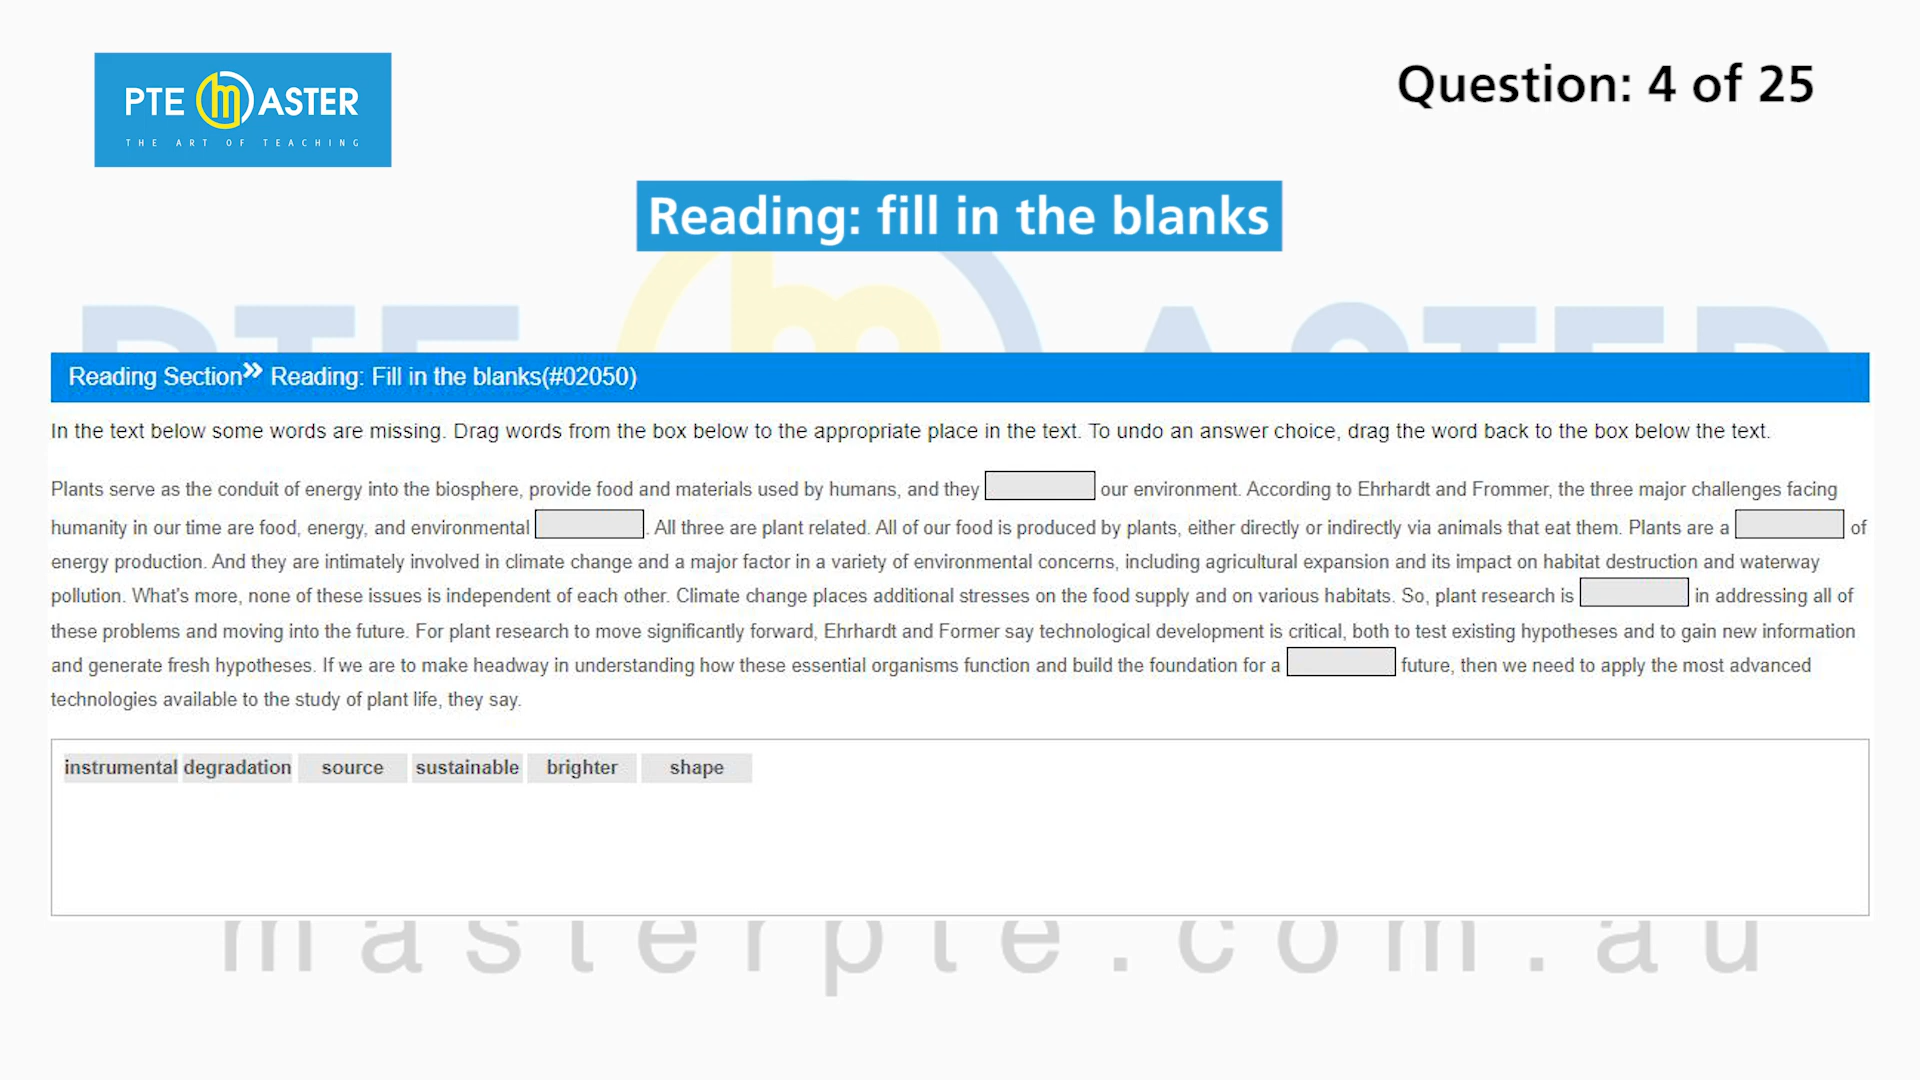 PTE MASTER
THE ART OF TEACHING
Question: 4 of 25
Reading: fill in the blanks
PTE MASTER
Reading Section» Reading: Fill in the blanks(#02050)
In the text below some words are missing. Drag words from the box below to the appropriate place in the text. To undo an answer choice, drag the word back to the box below the text.
Plants serve as the conduit of energy into the biosphere, provide food and materials used by humans, and they our environment. According to Ehrhardt and Frommer, the three major challenges facing
humanity in our time are food, energy, and environmental . All three are plant related. All of our food is produced by plants, either directly or indirectly via animals that eat them. Plants are a of
energy production. And they are intimately involved in climate change and a major factor in a variety of environmental concerns, including agricultural expansion and its impact on habitat destruction and waterway
pollution. What's more, none of these issues is independent of each other. Climate change places additional stresses on the food supply and on various habitats. So, plant research is in addressing all of
these problems and moving into the future. For plant research to move significantly forward, Ehrhardt and Former say technological development is critical, both to test existing hypotheses and to gain new information
and generate fresh hypotheses. If we are to make headway in understanding how these essential organisms function and build the foundation for a future, then we need to apply the most advanced
technologies available to the study of plant life, they say.
instrumental degradation source sustainable brighter shape
masterpte.com.au